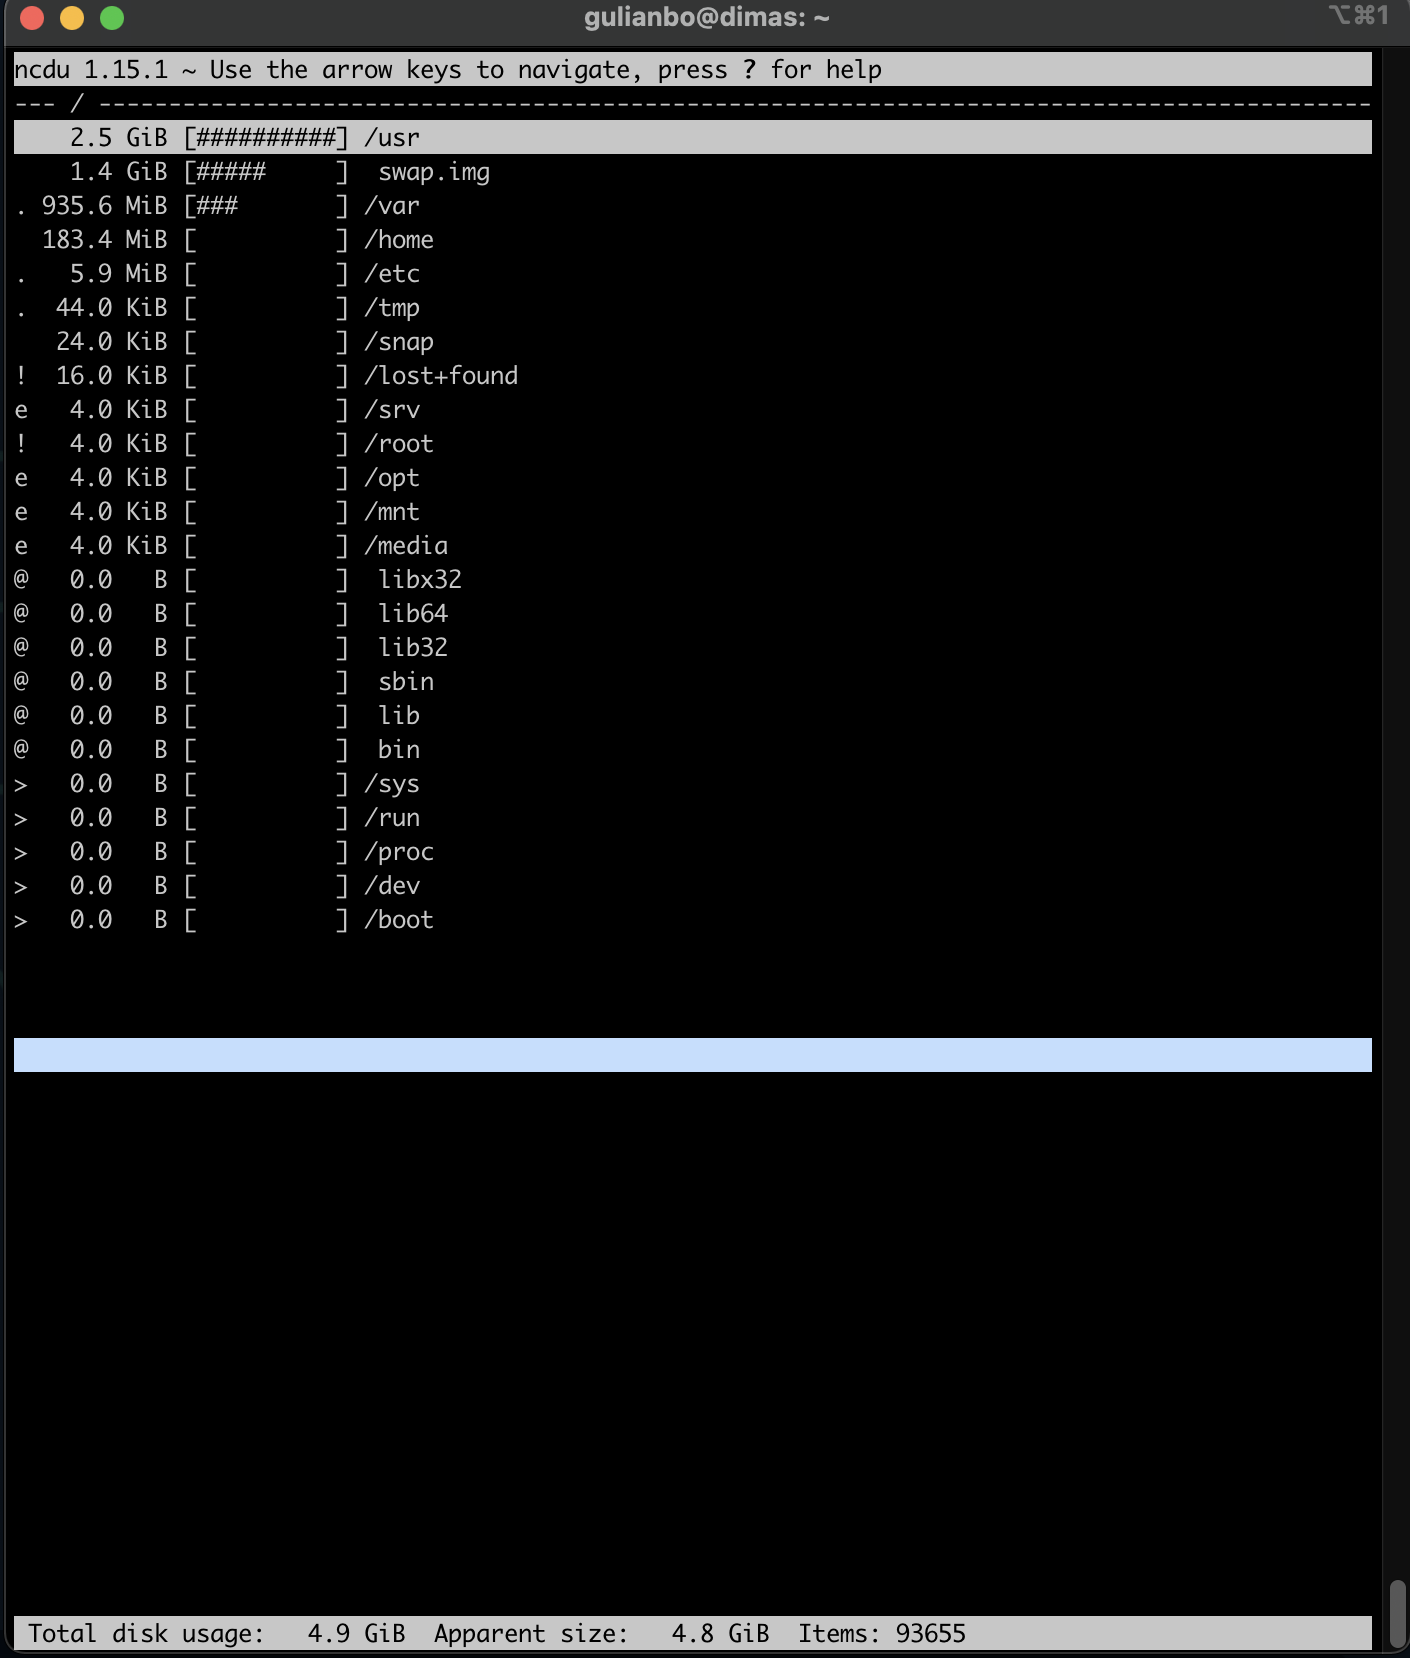 gulianbo@dimas: ~
⌥⌘1
ncdu 1.15.1 ~ Use the arrow keys to navigate, press ? for help
--- / -------------------------------------------------------------------------------------------
    2.5 GiB [##########] /usr
    1.4 GiB [#####     ]  swap.img
. 935.6 MiB [###       ] /var
  183.4 MiB [          ] /home
.   5.9 MiB [          ] /etc
.  44.0 KiB [          ] /tmp
   24.0 KiB [          ] /snap
!  16.0 KiB [          ] /lost+found
e   4.0 KiB [          ] /srv
!   4.0 KiB [          ] /root
e   4.0 KiB [          ] /opt
e   4.0 KiB [          ] /mnt
e   4.0 KiB [          ] /media
@   0.0   B [          ]  libx32
@   0.0   B [          ]  lib64
@   0.0   B [          ]  lib32
@   0.0   B [          ]  sbin
@   0.0   B [          ]  lib
@   0.0   B [          ]  bin
>   0.0   B [          ] /sys
>   0.0   B [          ] /run
>   0.0   B [          ] /proc
>   0.0   B [          ] /dev
>   0.0   B [          ] /boot
Total disk usage:   4.9 GiB  Apparent size:   4.8 GiB  Items: 93655